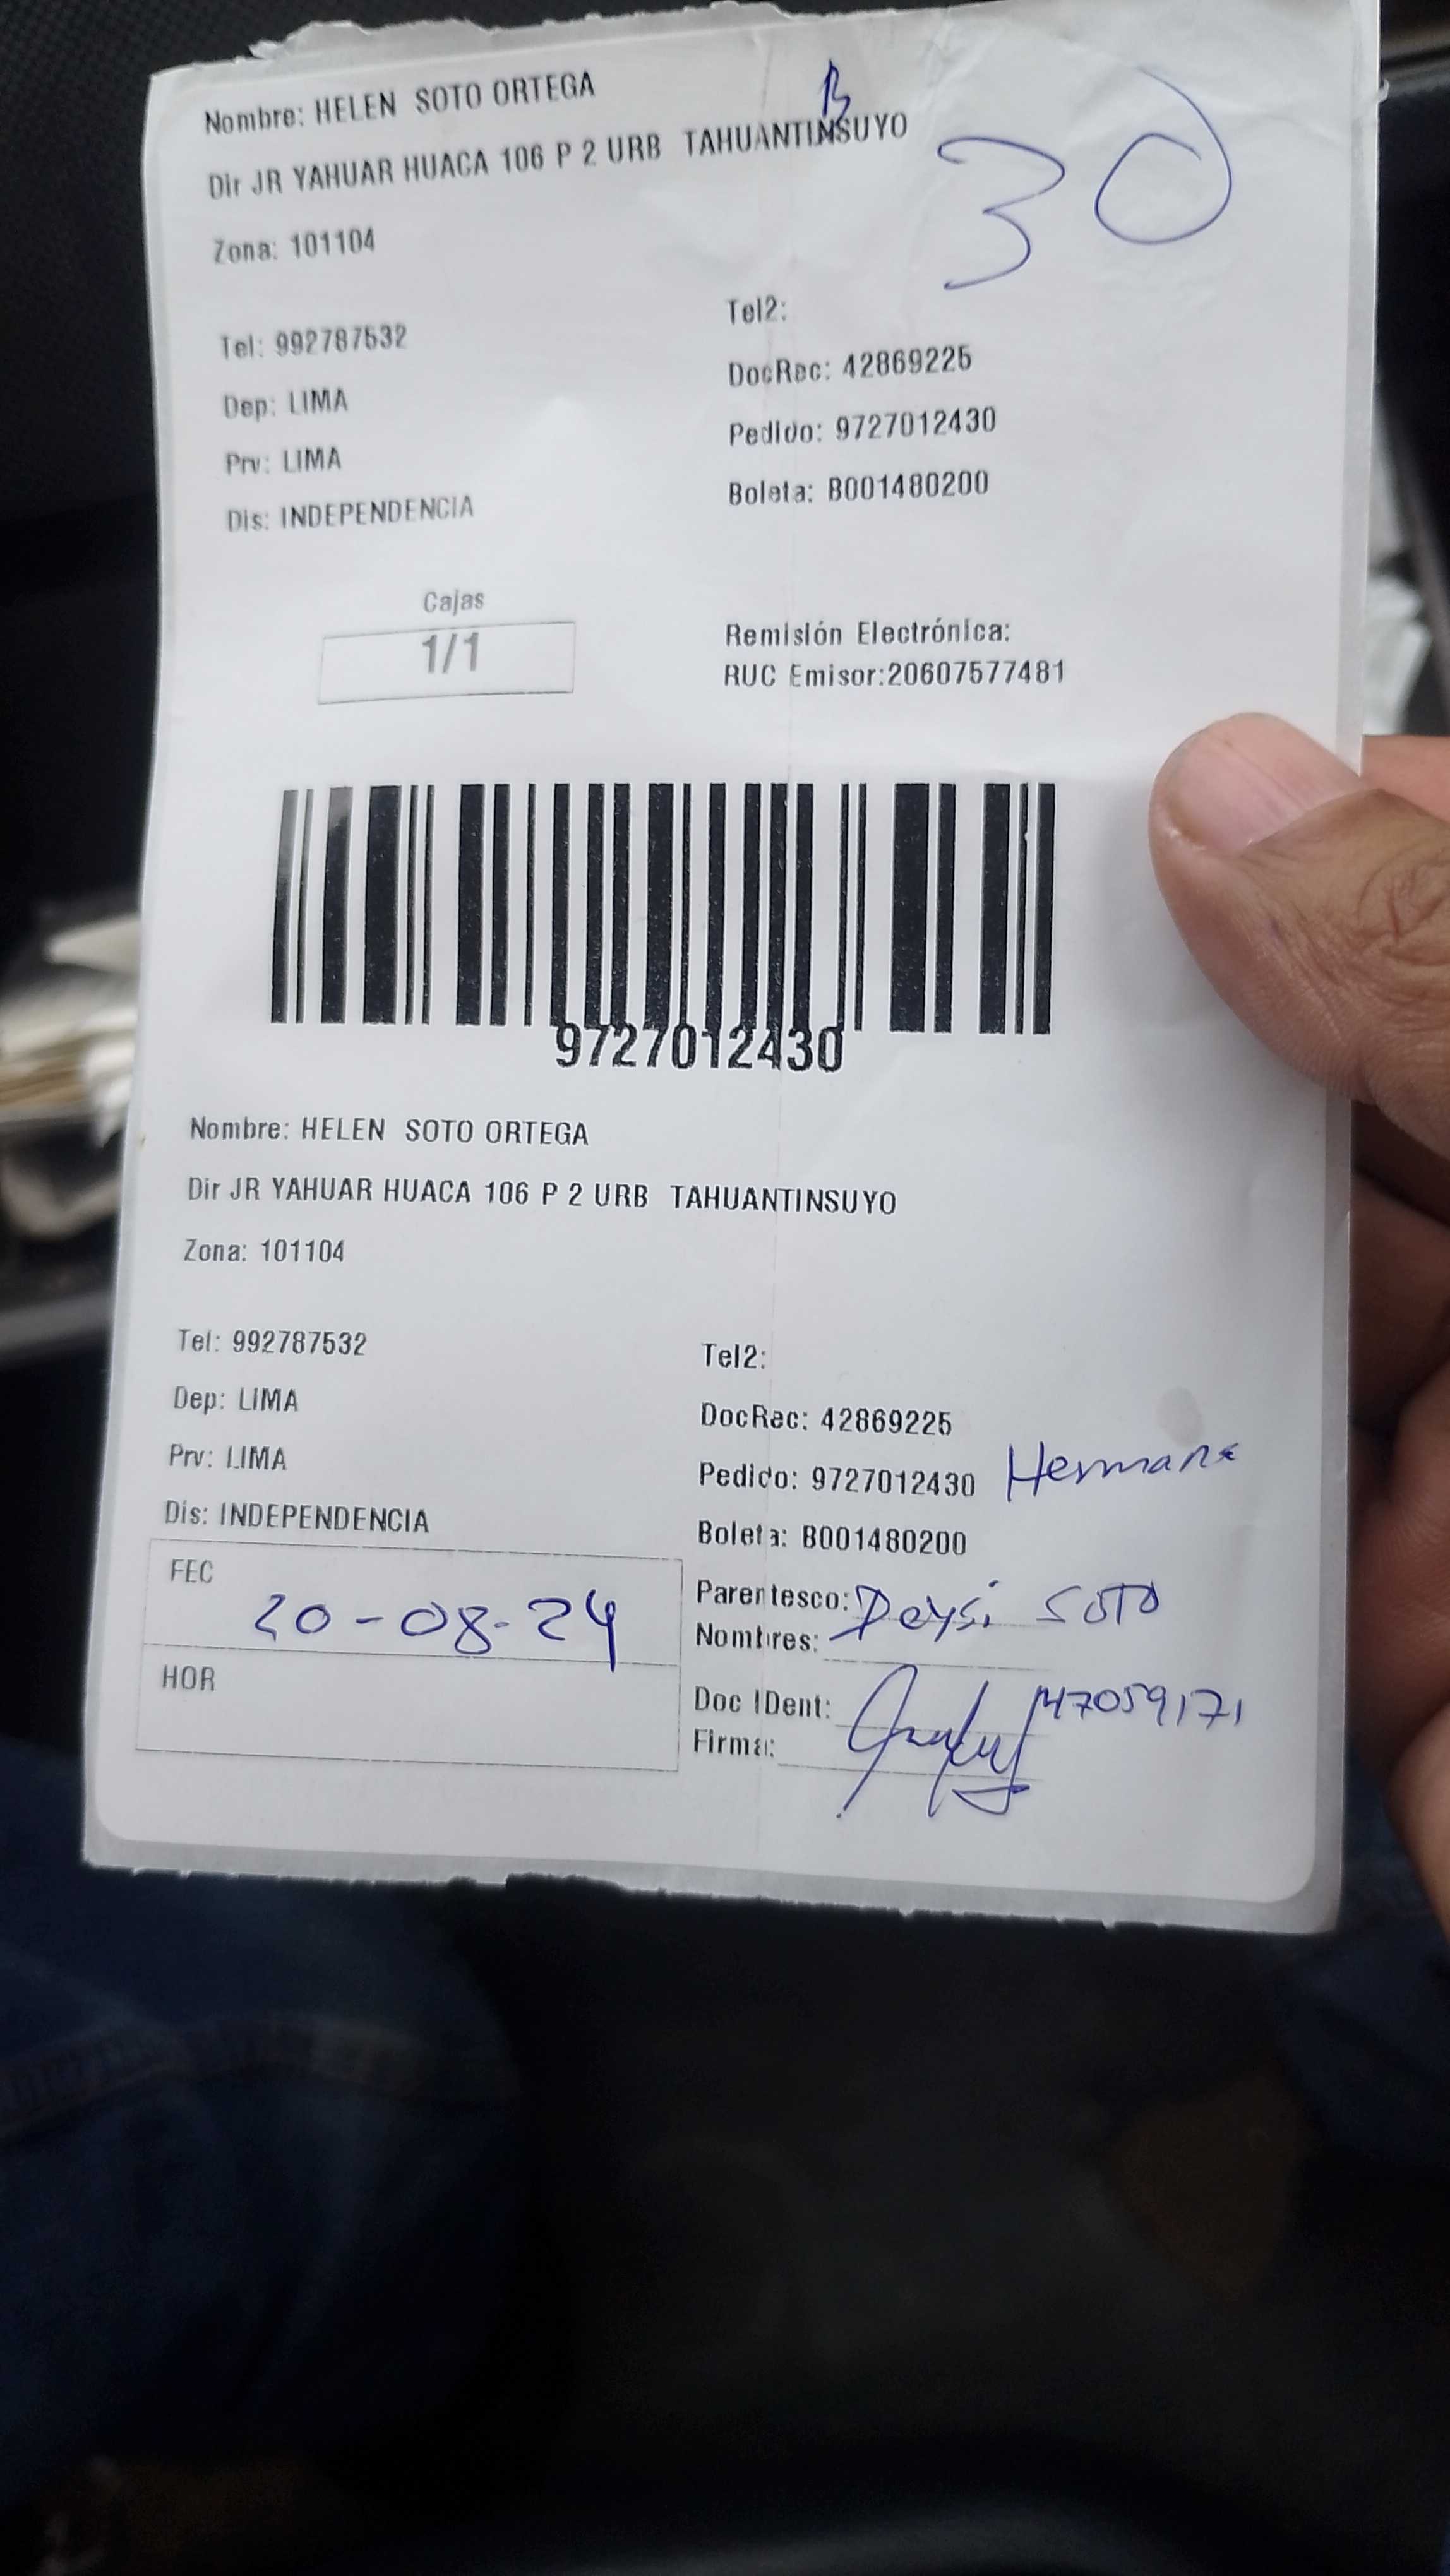 Nombre: HELEN SOTO ORTEGA
B
Dir JR YAHUAR HUACA 106 P 2 URB TAHUANTINSUYO
30
Zona: 101104
Tel: 992787532
Tel2:
Dep: LIMA
DocRec: 42869225
Prv: LIMA
Pedido: 9727012430
Dis: INDEPENDENCIA
Boleta: B001480200
Cajas
1/1
Remisión Electrónica:
RUC Emisor:20607577481
9727012430
Nombre: HELEN SOTO ORTEGA
Dir JR YAHUAR HUACA 106 P 2 URB TAHUANTINSUYO
Zona: 101104
Tel: 992787532
Tel2:
Dep: LIMA
DocRec: 42869225
Prv: LIMA
Pedido: 9727012430 Hermana
Dis: INDEPENDENCIA
Boleta: B001480200
FEC
20-08-24
HOR
Parentesco:
Nombres: Deysi SOTO
Doc IDent: 47059171
Firma: